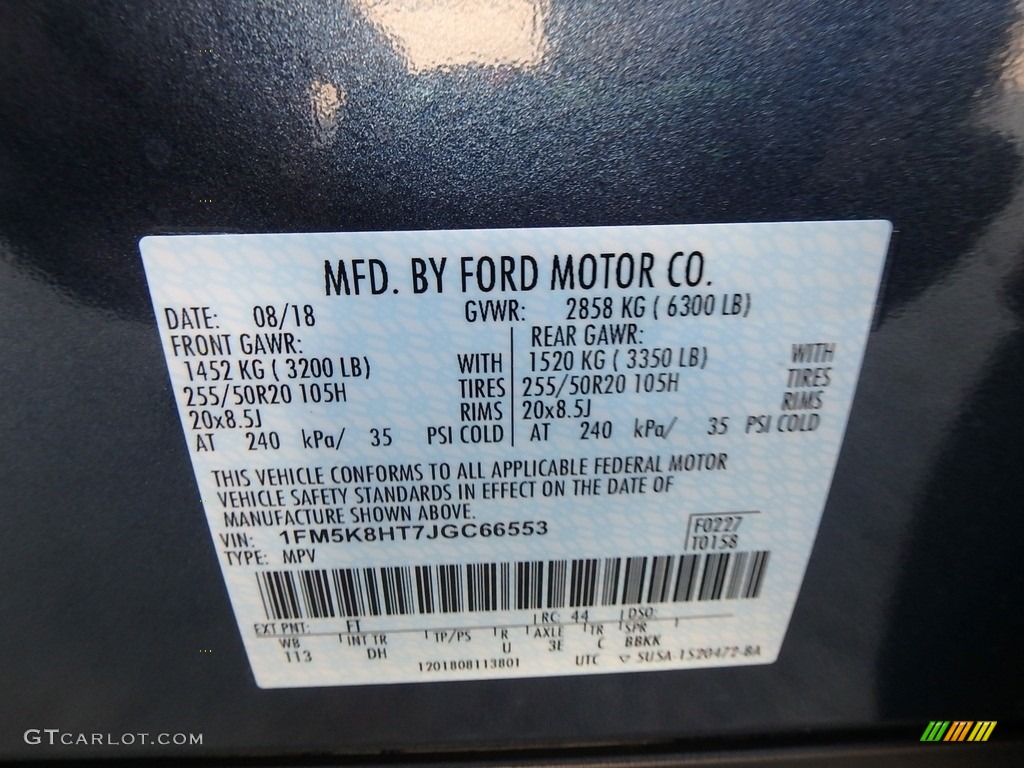 MFD. BY FORD MOTOR CO.
DATE: 08/18 GVWR: 2858 KG ( 6300 LB)
FRONT GAWR: REAR GAWR:
1452 KG ( 3200 LB) WITH 1520 KG ( 3350 LB) WITH
255/50R20 105H TIRES 255/50R20 105H TIRES
20x8.5J RIMS 20x8.5J RIMS
AT 240 kPa/ 35 PSI COLD AT 240 kPa/ 35 PSI COLD
THIS VEHICLE CONFORMS TO ALL APPLICABLE FEDERAL MOTOR
VEHICLE SAFETY STANDARDS IN EFFECT ON THE DATE OF
MANUFACTURE SHOWN ABOVE.
VIN: 1FM5K8HT7JGC66553 F0227
TYPE: MPV T0158
EXT PNT: FT RC: 44 DSO:
WB INT TR TP/PS R AXLE TR SPR
113 DH U 3E C BBKK
1201808113801 UTC ▽ SUSA-1520472-BA
GTCARLOT.COM